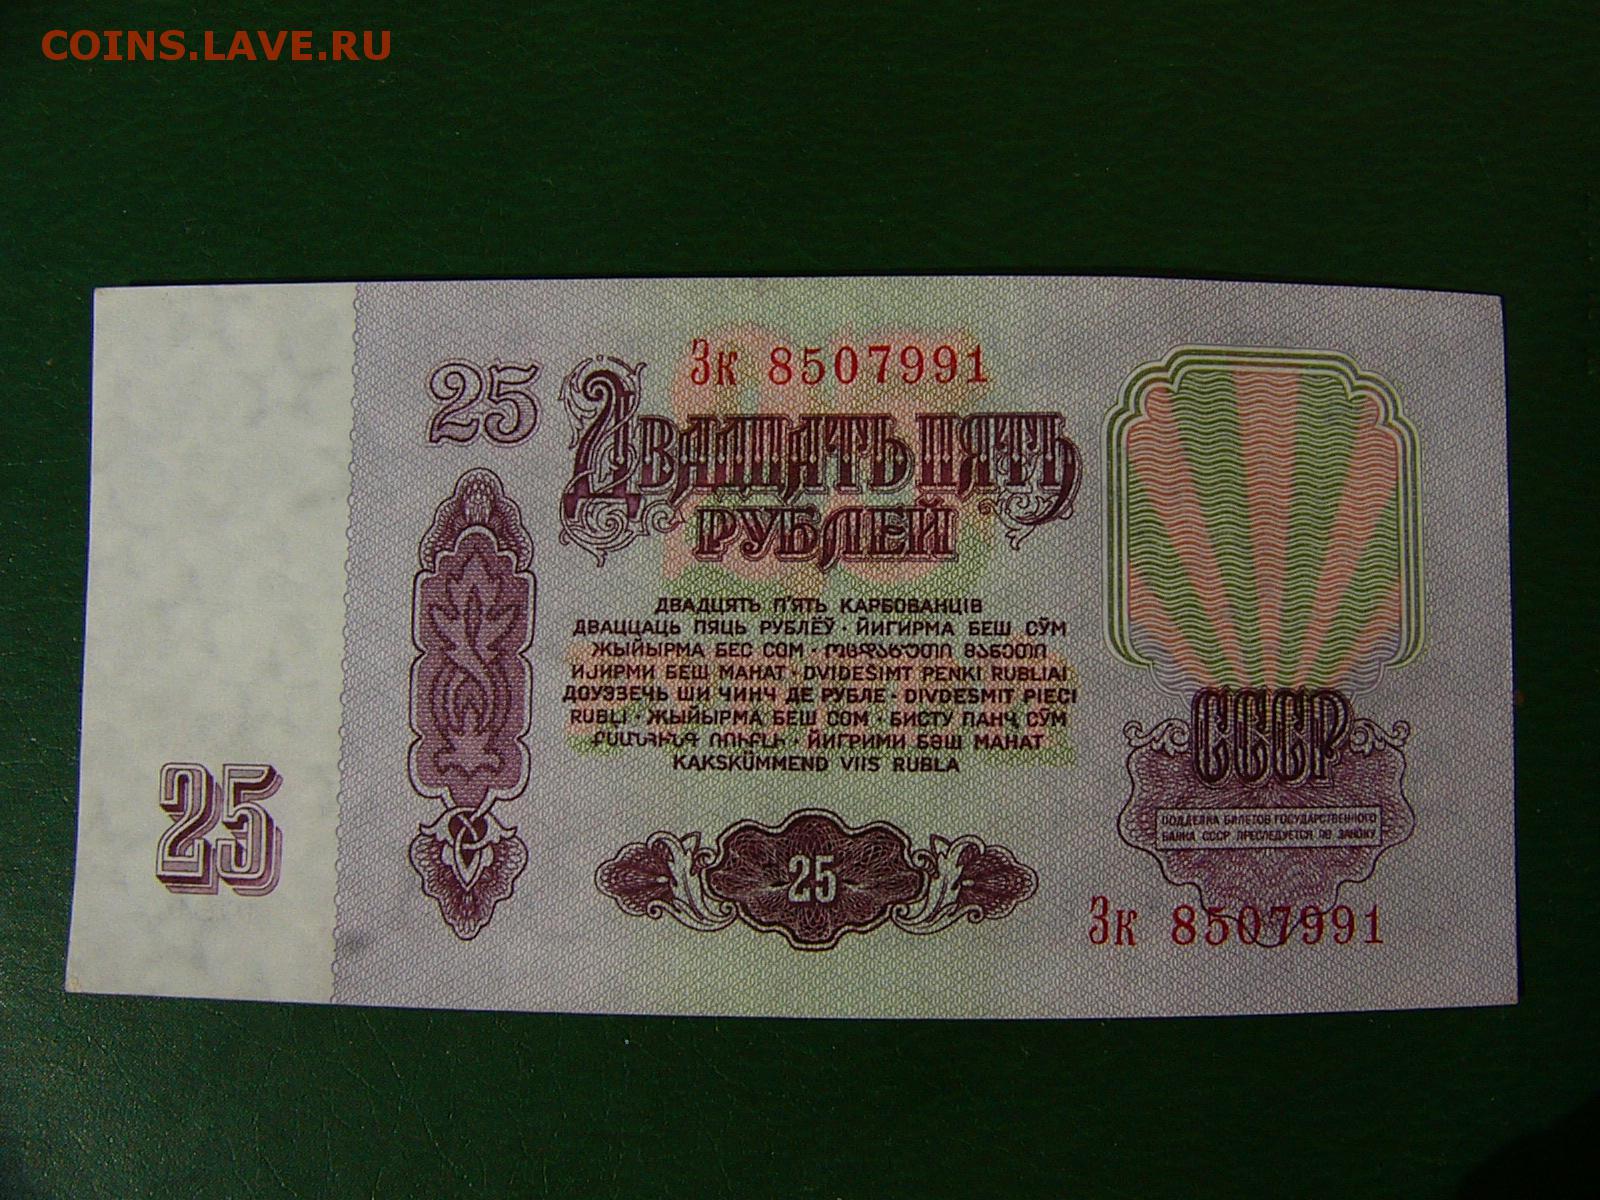 COINS.LAVE.RU
Зк 8507991
25
ДВАДЦАТЬ ПЯТЬ
РУБЛЕЙ
ДВАДЦЯТЬ П'ЯТЬ КАРБОВАНЦІВ
ДВАЦЦАЦЬ ПЯЦЬ РУБЛЁЎ · ЙИГИРМА БЕШ СЎМ
ЖЫЙЫРМА БЕС СОМ · ᲝᲪᲓᲐᲮᲣᲗᲘ ᲛᲐᲜᲔᲗᲘ
ИЈИРМИ БЕШ МАНАТ · DVIDEŠIMT PENKI RUBLIAI
ДОУЭЗЕЧЬ ШИ ЧИНЧ ДЕ РУБЛЕ · DIVDESMIT PIECI
RUBLI · ЖЫЙЫРМА БЕШ СОМ · БИСТУ ПАНҶ СӮМ
ՔՍԱՆՀԻՆԳ ՌՈՒԲԼԻ · ЙИГРИМИ БӘШ МАНАТ
KAKSKÜMMEND VIIS RUBLA
25
25
СССР
ПОДДЕЛКА БИЛЕТОВ ГОСУДАРСТВЕННОГО
БАНКА СССР ПРЕСЛЕДУЕТСЯ ПО ЗАКОНУ
Зк 8507991